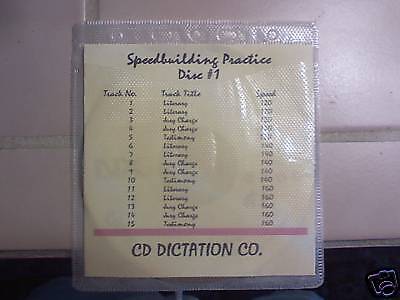 Speedbuilding Practice
Disc #1
Track No. Track Title Speed
1 Literary 120
2 Literary 120
3 Jury Charge 120
4 Jury Charge 120
5 Testimony 120
6 Literary 140
7 Literary 140
8 Jury Charge 140
9 Jury Charge 140
10 Testimony 140
11 Literary 160
12 Literary 160
13 Jury Charge 160
14 Jury Charge 160
15 Testimony 160
CD DICTATION CO.